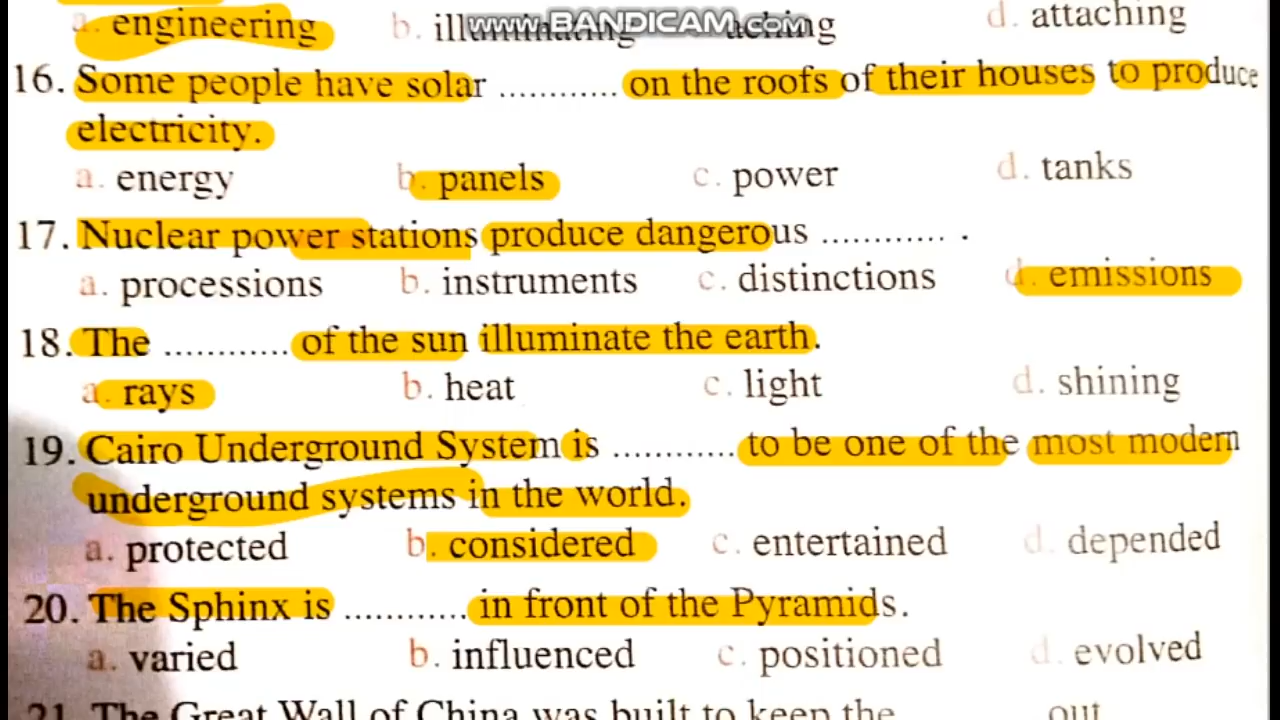 a. engineering b. illuminating aching d. attaching
www.BANDICAM.com
16. Some people have solar ............ on the roofs of their houses to produce
electricity.
a. energy b. panels c. power d. tanks
17. Nuclear power stations produce dangerous ............ .
a. processions b. instruments c. distinctions d. emissions
18. The ............ of the sun illuminate the earth.
a. rays b. heat c. light d. shining
19. Cairo Underground System is ............ to be one of the most modern
underground systems in the world.
a. protected b. considered c. entertained d. depended
20. The Sphinx is ............ in front of the Pyramids.
a. varied b. influenced c. positioned d. evolved
21. The Great Wall of China was built to keep the out